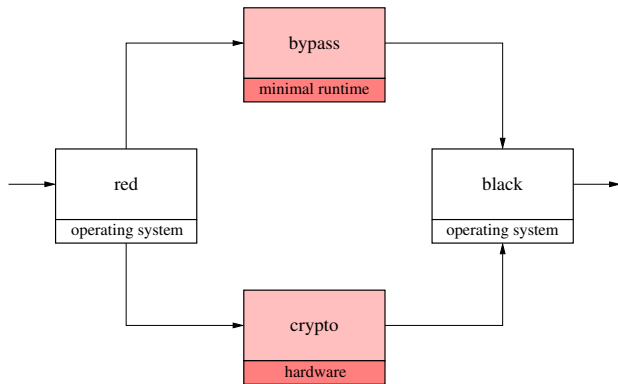 bypass
minimal runtime
red
operating system
black
operating system
crypto
hardware